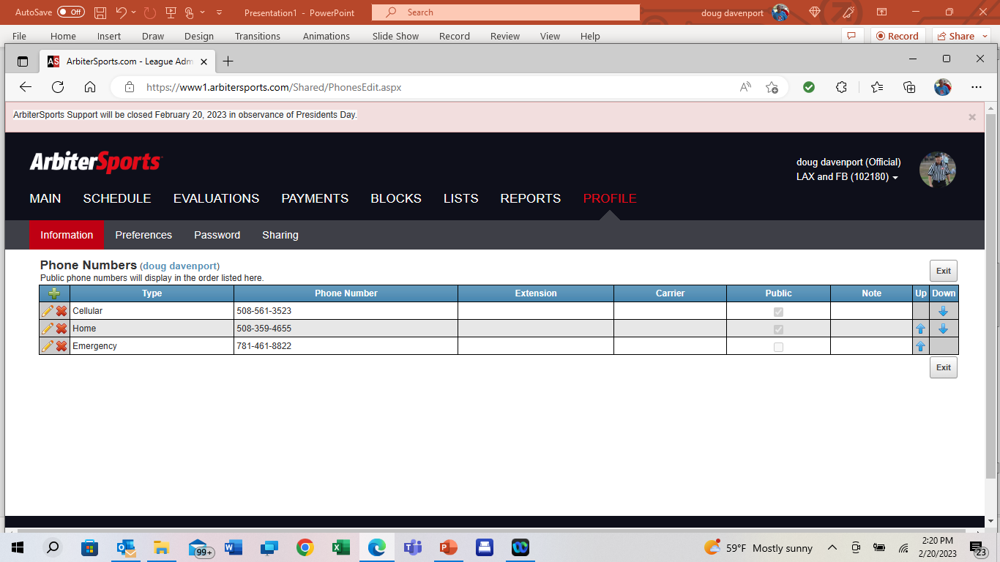 AutoSave Off Presentation1 - PowerPoint Search doug davenport
File Home Insert Draw Design Transitions Animations Slide Show Record Review View Help Record Share
AS ArbiterSports.com - League Adm
https://www1.arbitersports.com/Shared/PhonesEdit.aspx
ArbiterSports Support will be closed February 20, 2023 in observance of Presidents Day.
ArbiterSports
doug davenport (Official)
LAX and FB (102180)
MAIN SCHEDULE EVALUATIONS PAYMENTS BLOCKS LISTS REPORTS PROFILE
Information Preferences Password Sharing
Phone Numbers (doug davenport)
Exit
Public phone numbers will display in the order listed here.
Type Phone Number Extension Carrier Public Note Up Down
Cellular 508-561-3523
Home 508-359-4655
Emergency 781-461-8822
Exit
99+ 59°F Mostly sunny 2:20 PM
2/20/2023 23